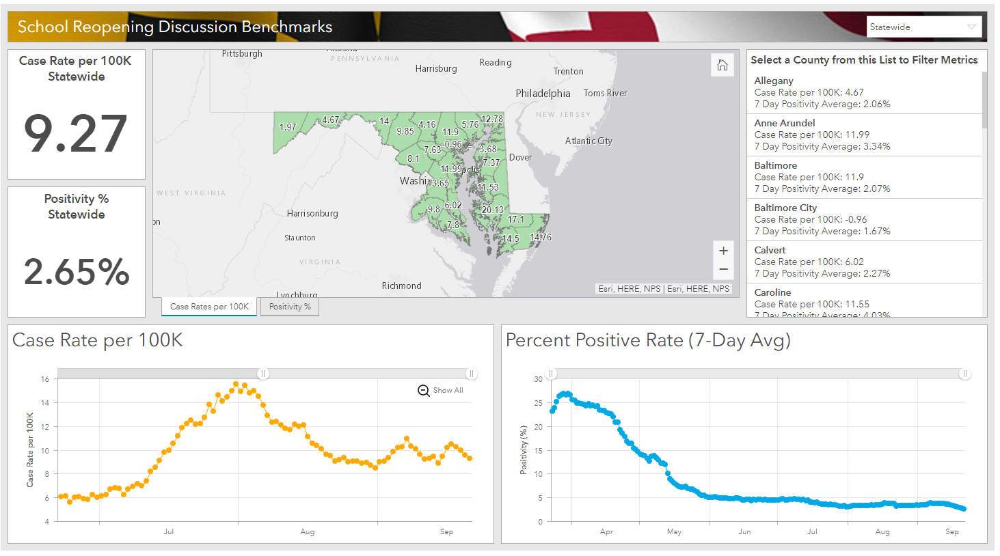 School Reopening Discussion Benchmarks
Statewide
Case Rate per 100K
Statewide
9.27
Positivity %
Statewide
2.65%
Pittsburgh
PENNSYLVANIA
Harrisburg
Reading
Trenton
Philadelphia
Toms River
NEW JERSEY
Atlantic City
Dover
WEST VIRGINIA
Harrisonburg
Staunton
VIRGINIA
Richmond
Lynchburg
1.97
4.67
14
9.85
4.16
11.9
5.76
12.78
7.63
-0.96
3.68
8.1
11.99
7.37
13.65
11.53
9.8
6.02
20.13
7.8
17.1
14.5
14.76
+
−
Esri, HERE, NPS | Esri, HERE, NPS
Case Rates per 100K
Positivity %
Select a County from this List to Filter Metrics
Allegany
Case Rate per 100K: 4.67
7 Day Positivity Average: 2.06%
Anne Arundel
Case Rate per 100K: 11.99
7 Day Positivity Average: 3.34%
Baltimore
Case Rate per 100K: 11.9
7 Day Positivity Average: 2.07%
Baltimore City
Case Rate per 100K: -0.96
7 Day Positivity Average: 1.67%
Calvert
Case Rate per 100K: 6.02
7 Day Positivity Average: 2.27%
Caroline
Case Rate per 100K: 11.55
7 Day Positivity Average: 4.03%
Case Rate per 100K
Show All
Case Rate per 100K
16
14
12
10
8
6
4
Jul
Aug
Sep
Percent Positive Rate (7-Day Avg)
Positivity (%)
30
25
20
15
10
5
0
Apr
May
Jun
Jul
Aug
Sep